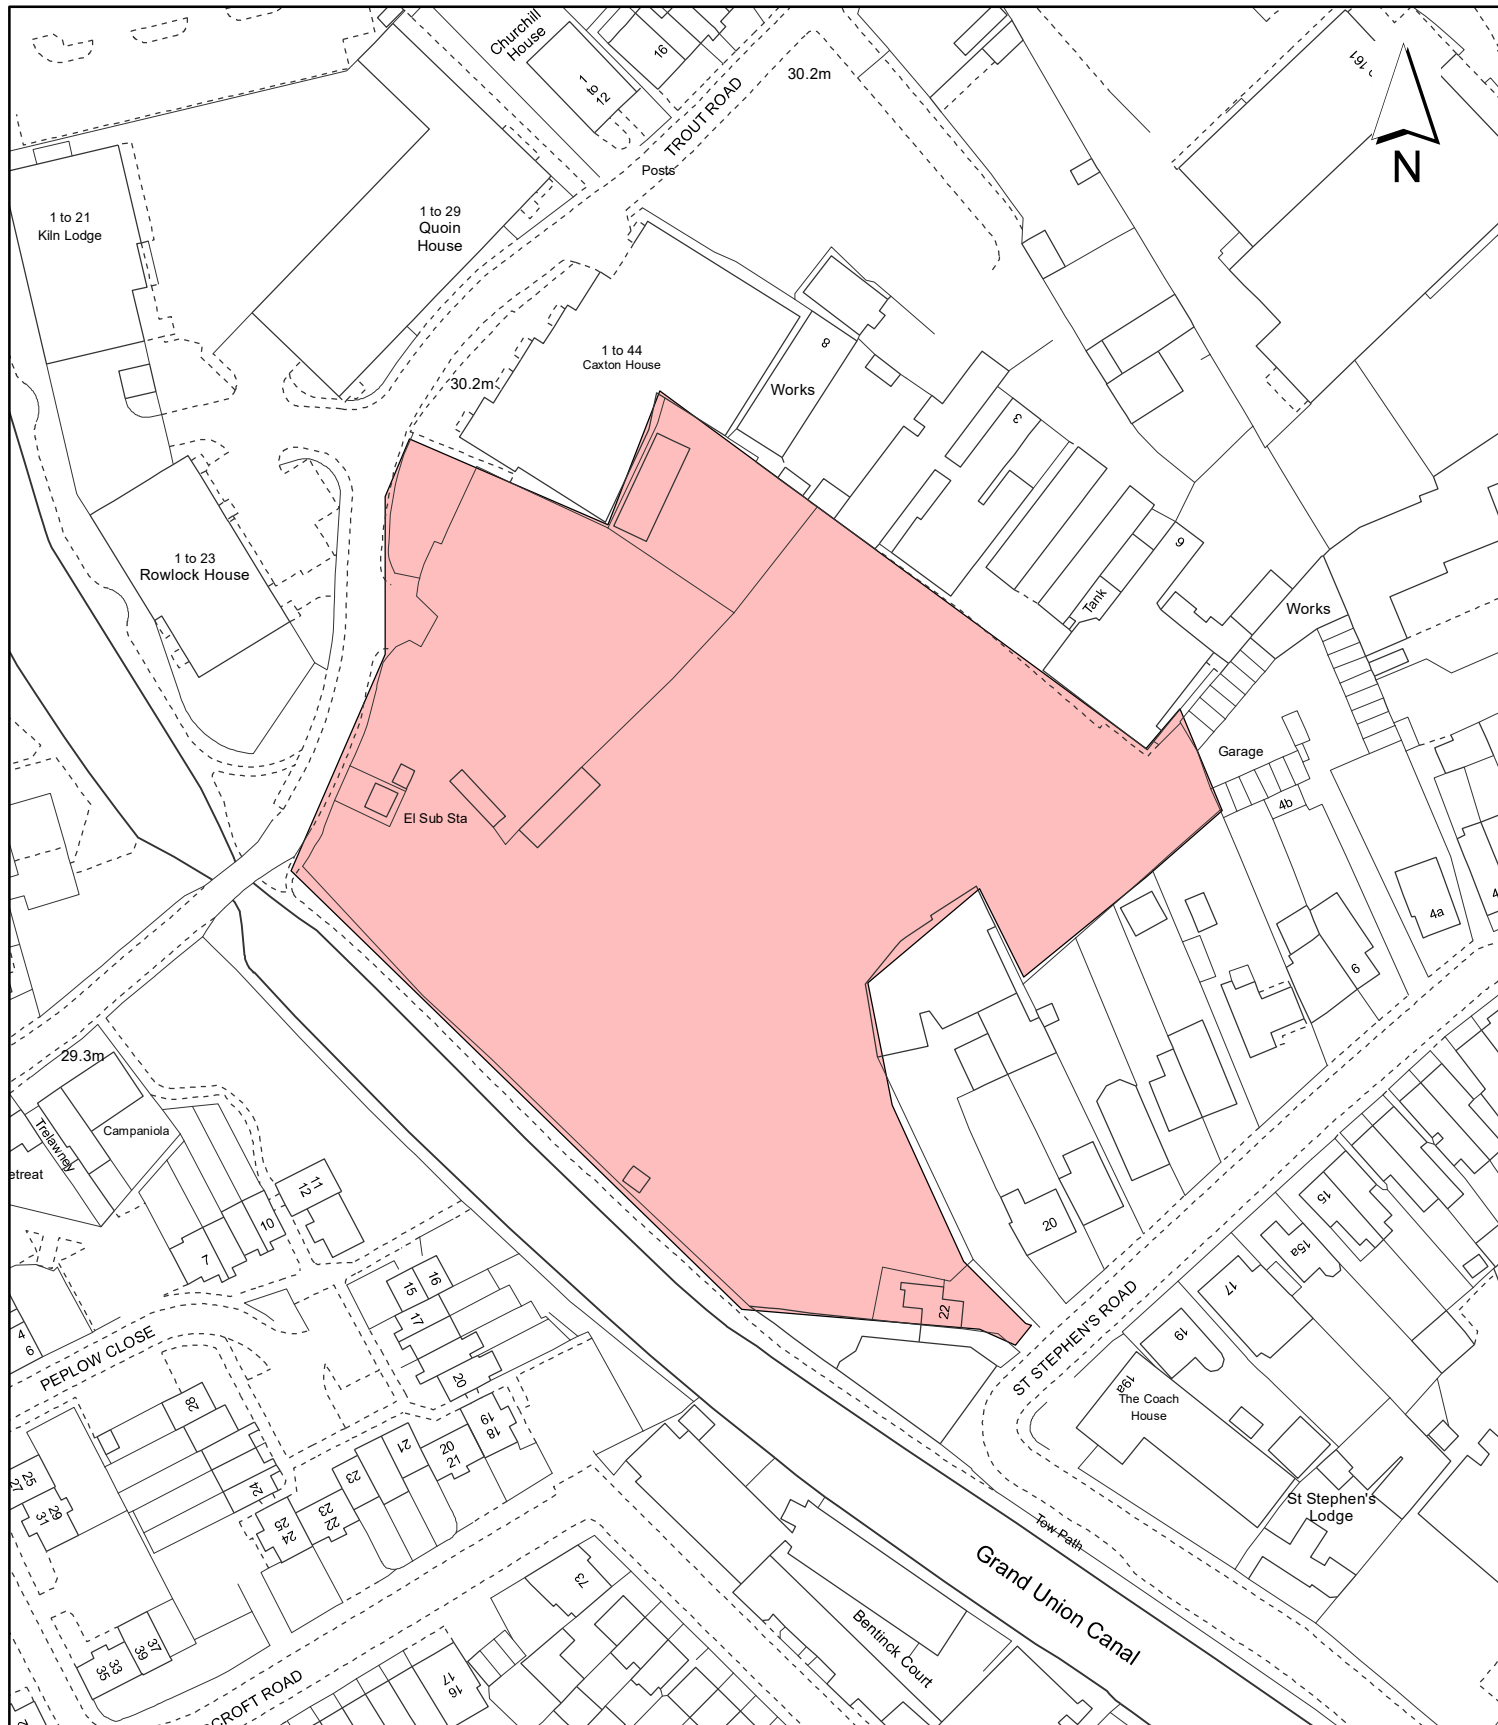 Churchill
House
1
to
12
16
TROUT ROAD
30.2m
161
N
Posts
1 to 21
Kiln Lodge
1 to 29
Quoin
House
30.2m
1 to 44
Caxton House
8
Works
3
1 to 23
Rowlock House
Tank
9
Works
Garage
4b
El Sub Sta
4a
4
6
29.3m
Trelawney
Campaniola
etreat
11
12
10
7
20
15
15a
17
16
15
17
22
4
6
PEPLOW CLOSE
ST STEPHEN'S ROAD
19
19a
The Coach
House
20
28
19
18
21
20
21
23
24
25
27
29
31
23
22
25
24
St Stephen's
Lodge
Tow Path
Grand Union Canal
73
Bentinck Court
37
39
33
35
16
17
CROFT ROAD